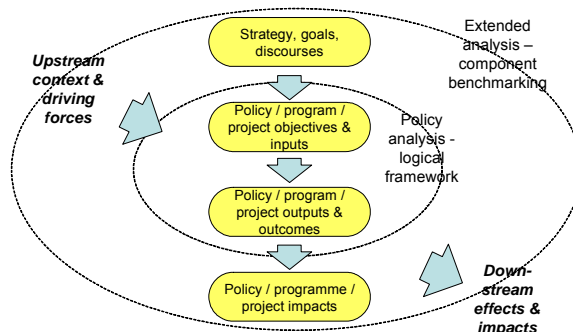 Strategy, goals,
discourses
Extended analysis –
component
benchmarking
Upstream
context &
driving
forces
Policy / program /
project objectives &
inputs
Policy
analysis -
logical
framework
Policy / program /
project outputs &
outcomes
Policy / programme /
project impacts
Down-
stream
effects &
impacts